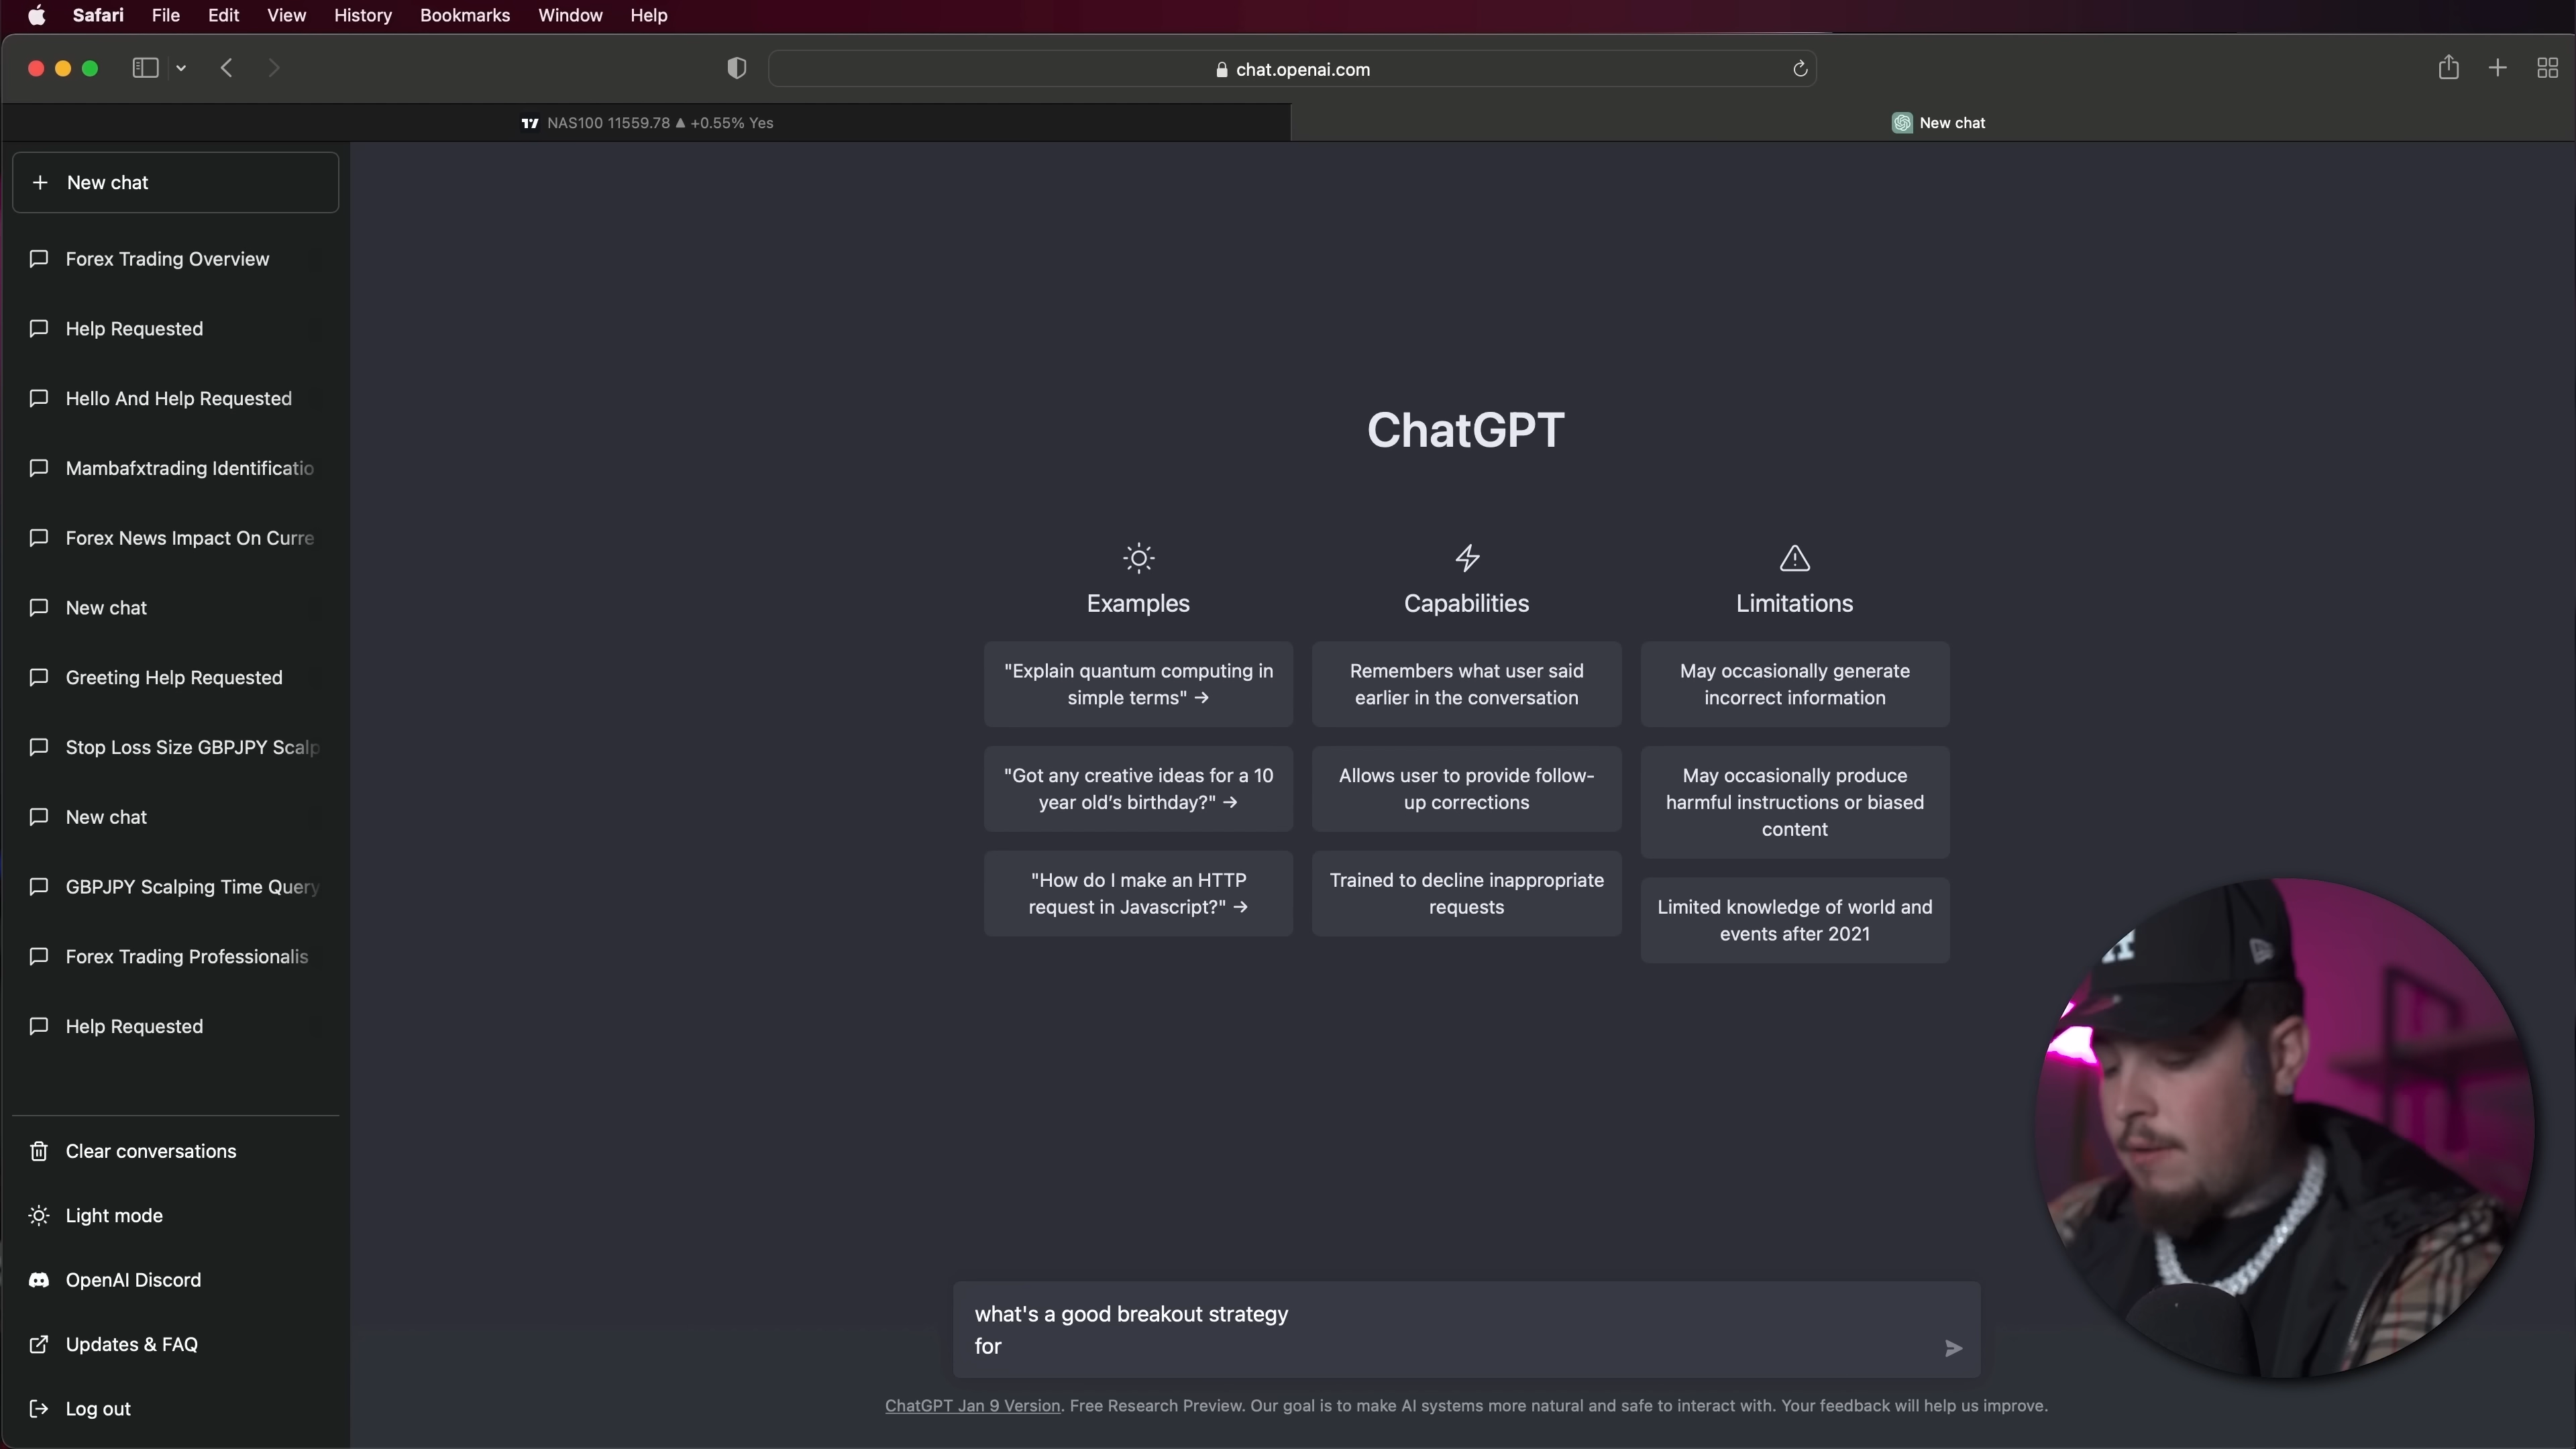 Safari File Edit View History Bookmarks Window Help
chat.openai.com
NAS100 11559.78 ▲ +0.55% Yes
New chat
New chat
Forex Trading Overview
Help Requested
Hello And Help Requested
Mambafxtrading Identificatio
Forex News Impact On Curre
New chat
Greeting Help Requested
Stop Loss Size GBPJPY Scalp
New chat
GBPJPY Scalping Time Query
Forex Trading Professionalis
Help Requested
Clear conversations
Light mode
OpenAI Discord
Updates & FAQ
Log out
ChatGPT
Examples
"Explain quantum computing in
simple terms" →
"Got any creative ideas for a 10
year old's birthday?" →
"How do I make an HTTP
request in Javascript?" →
Capabilities
Remembers what user said
earlier in the conversation
Allows user to provide follow-
up corrections
Trained to decline inappropriate
requests
Limitations
May occasionally generate
incorrect information
May occasionally produce
harmful instructions or biased
content
Limited knowledge of world and
events after 2021
what's a good breakout strategy
for
ChatGPT Jan 9 Version. Free Research Preview. Our goal is to make AI systems more natural and safe to interact with. Your feedback will help us improve.